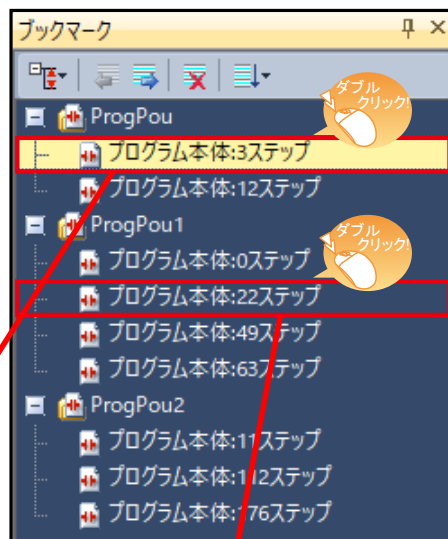 ブックマーク
ProgPou
ダブル
クリック!
プログラム本体:3ステップ
プログラム本体:12ステップ
ProgPou1
ダブル
クリック!
プログラム本体:0ステップ
プログラム本体:22ステップ
プログラム本体:49ステップ
プログラム本体:63ステップ
ProgPou2
プログラム本体:11ステップ
プログラム本体:112ステップ
プログラム本体:176ステップ